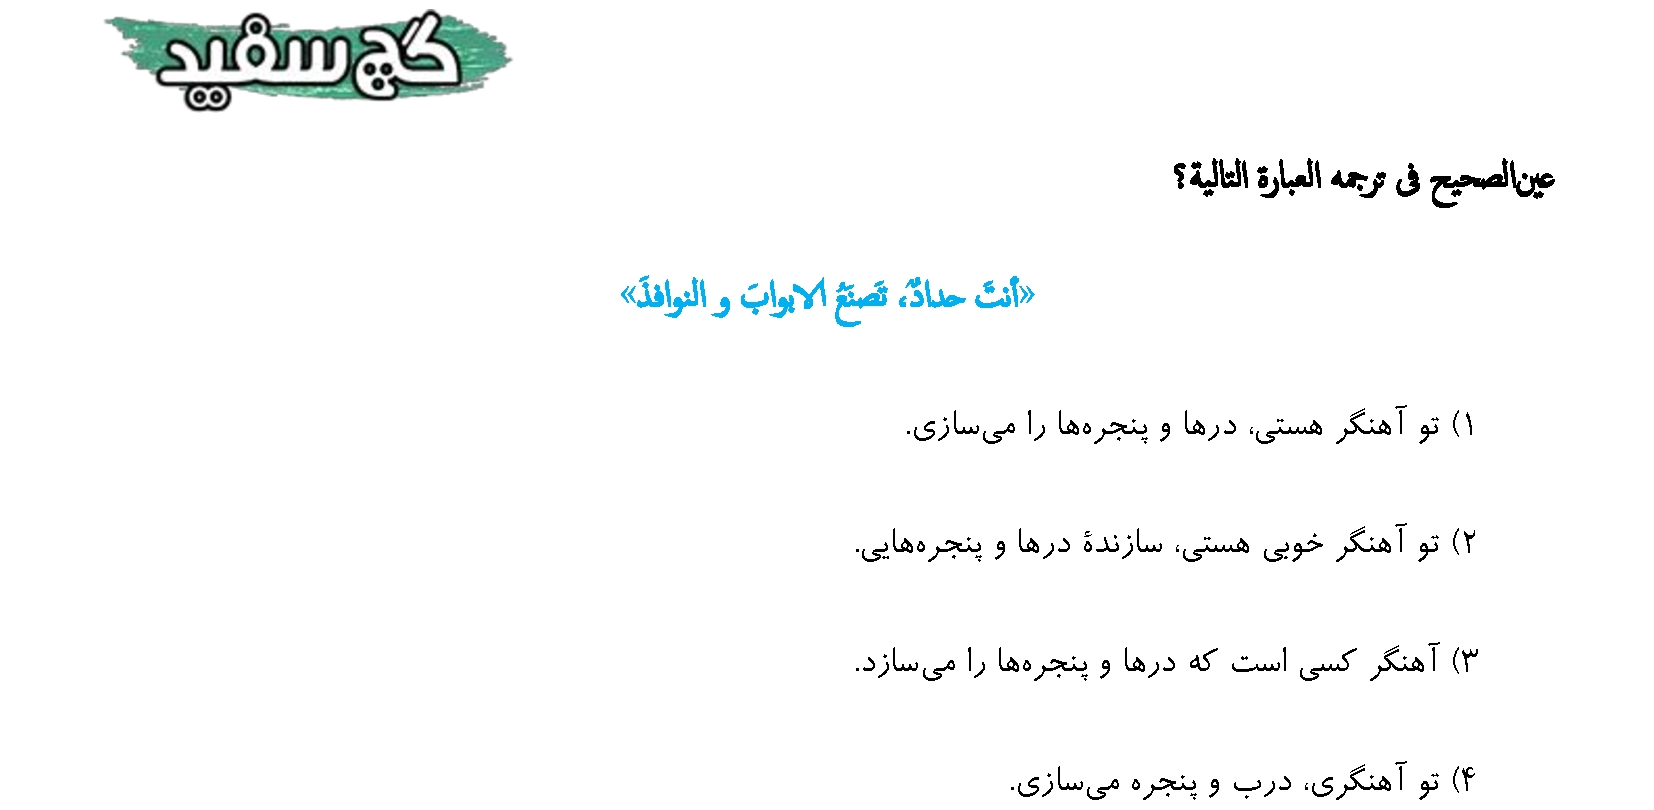 گچ سفید
عین‌الصحیح فی ترجمه العبارة التالیة؟
«أنتَ حدادٌ، تَصنَعُ الابوابَ و النوافذَ»
۱) تو آهنگر هستی، درها و پنجره‌ها را می‌سازی.
۲) تو آهنگر خوبی هستی، سازندهٔ درها و پنجره‌هایی.
۳) آهنگر کسی است که درها و پنجره‌ها را می‌سازد.
۴) تو آهنگری، درب و پنجره می‌سازی.